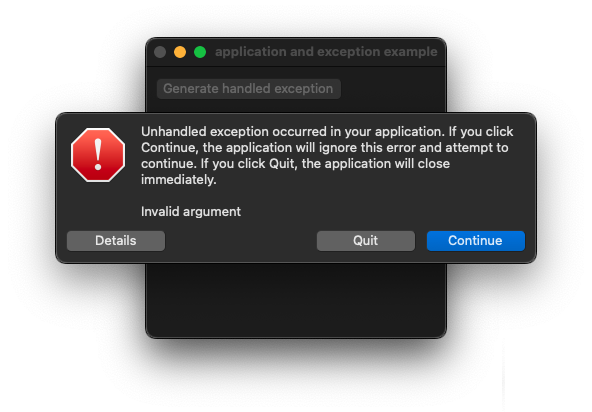 application and exception example
Generate handled exception
Unhandled exception occurred in your application. If you click
Continue, the application will ignore this error and attempt to
continue. If you click Quit, the application will close
immediately.
Invalid argument
Details
Quit
Continue